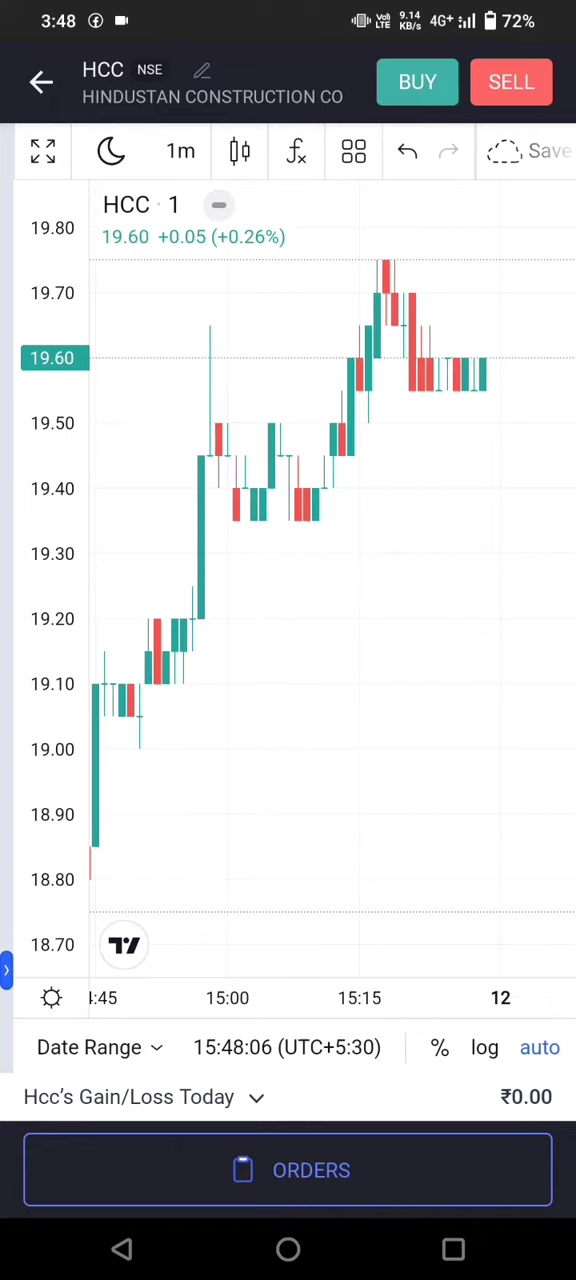 3:48 Vo) LTE 9.14 KB/s 4G+ 72%
HCC NSE
HINDUSTAN CONSTRUCTION CO
BUY SELL
1m Save
HCC · 1
19.60 +0.05 (+0.26%)
19.80
19.70
19.60
19.50
19.40
19.30
19.20
19.10
19.00
18.90
18.80
18.70
:45 15:00 15:15 12
Date Range 15:48:06 (UTC+5:30) % log auto
Hcc’s Gain/Loss Today ₹0.00
ORDERS